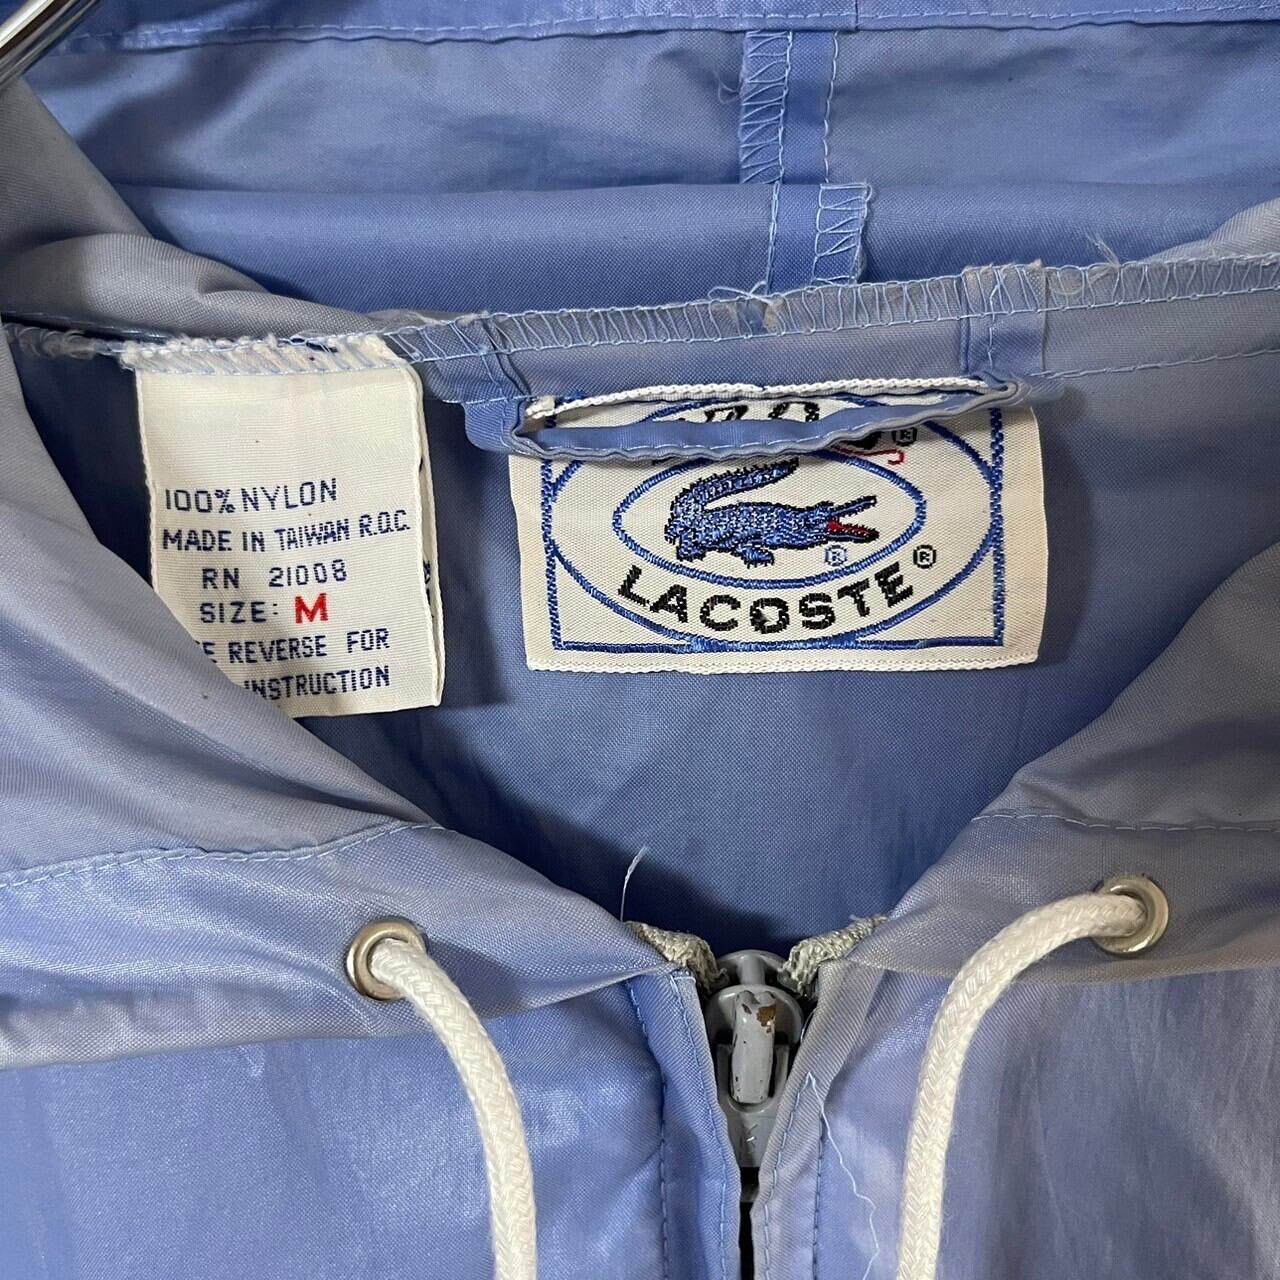 100% NYLON
MADE IN TAIWAN R.O.C.
RN 21008
SIZE: M
REVERSE FOR
INSTRUCTION
®
®
LACOSTE®